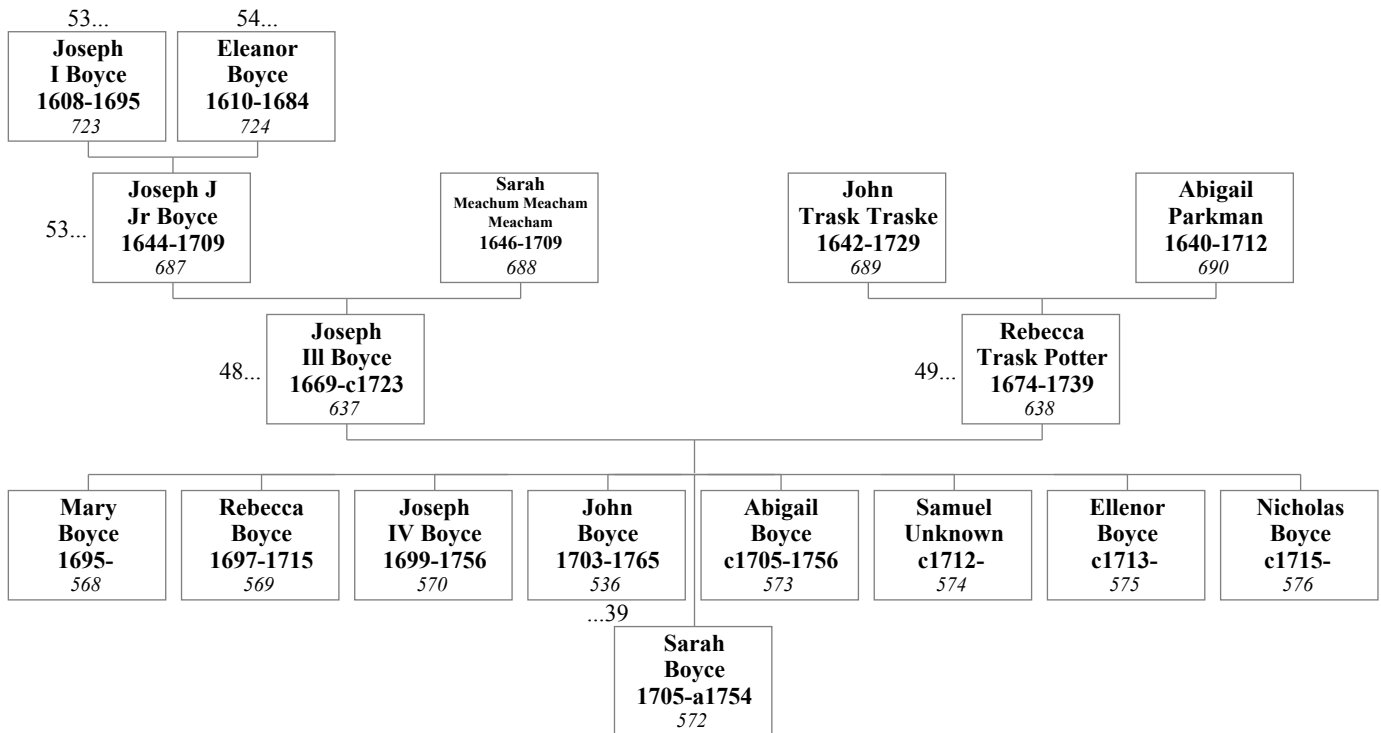 53...
54...
Joseph
I Boyce
1608-1695
723
Eleanor
Boyce
1610-1684
724
53...
Joseph J
Jr Boyce
1644-1709
687
Sarah
Meachum Meacham
Meacham
1646-1709
688
John
Trask Traske
1642-1729
689
Abigail
Parkman
1640-1712
690
48...
Joseph
Ill Boyce
1669-c1723
637
49...
Rebecca
Trask Potter
1674-1739
638
Mary
Boyce
1695-
568
Rebecca
Boyce
1697-1715
569
Joseph
IV Boyce
1699-1756
570
John
Boyce
1703-1765
536
...39
Abigail
Boyce
c1705-1756
573
Samuel
Unknown
c1712-
574
Ellenor
Boyce
c1713-
575
Nicholas
Boyce
c1715-
576
Sarah
Boyce
1705-a1754
572